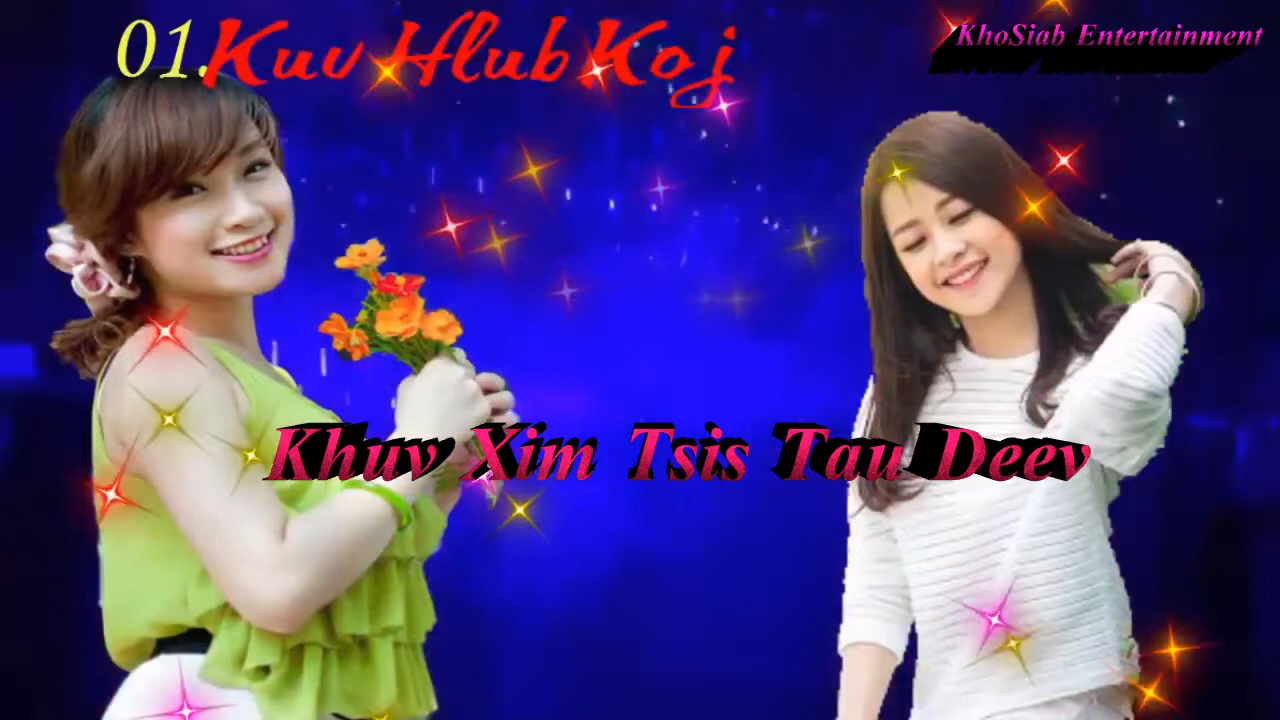 01.Kuv Hlub Koj
KhoSiab Entertainment
Khuv Xim Tsis Tau Deev